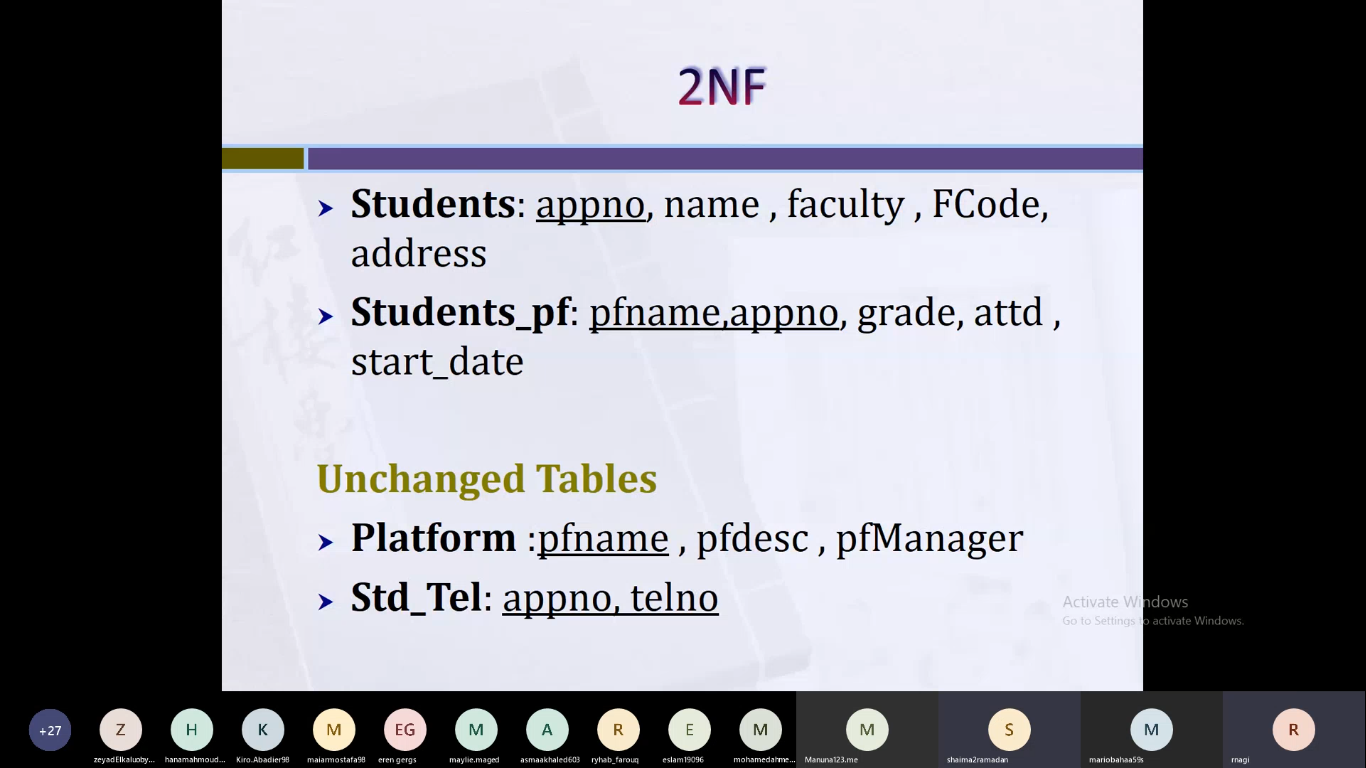 2NF
➤ Students: appno, name , faculty , FCode,
address
➤ Students_pf: pfname,appno, grade, attd ,
start_date
Unchanged Tables
➤ Platform :pfname , pfdesc , pfManager
➤ Std_Tel: appno, telno
Activate Windows
Go to Settings to activate Windows.
+27 Z H K M EG M A R E M M S M R
zeyadElkaluoby... hanamahmoud... Kiro.Abadier98 maiarmostafa98 eren gergs maylie.maged asmaakhaled603 ryhab_farouq eslam19096 mohamedahme... Manuna123.me shaima2ramadan mariobahaa59s rnagi